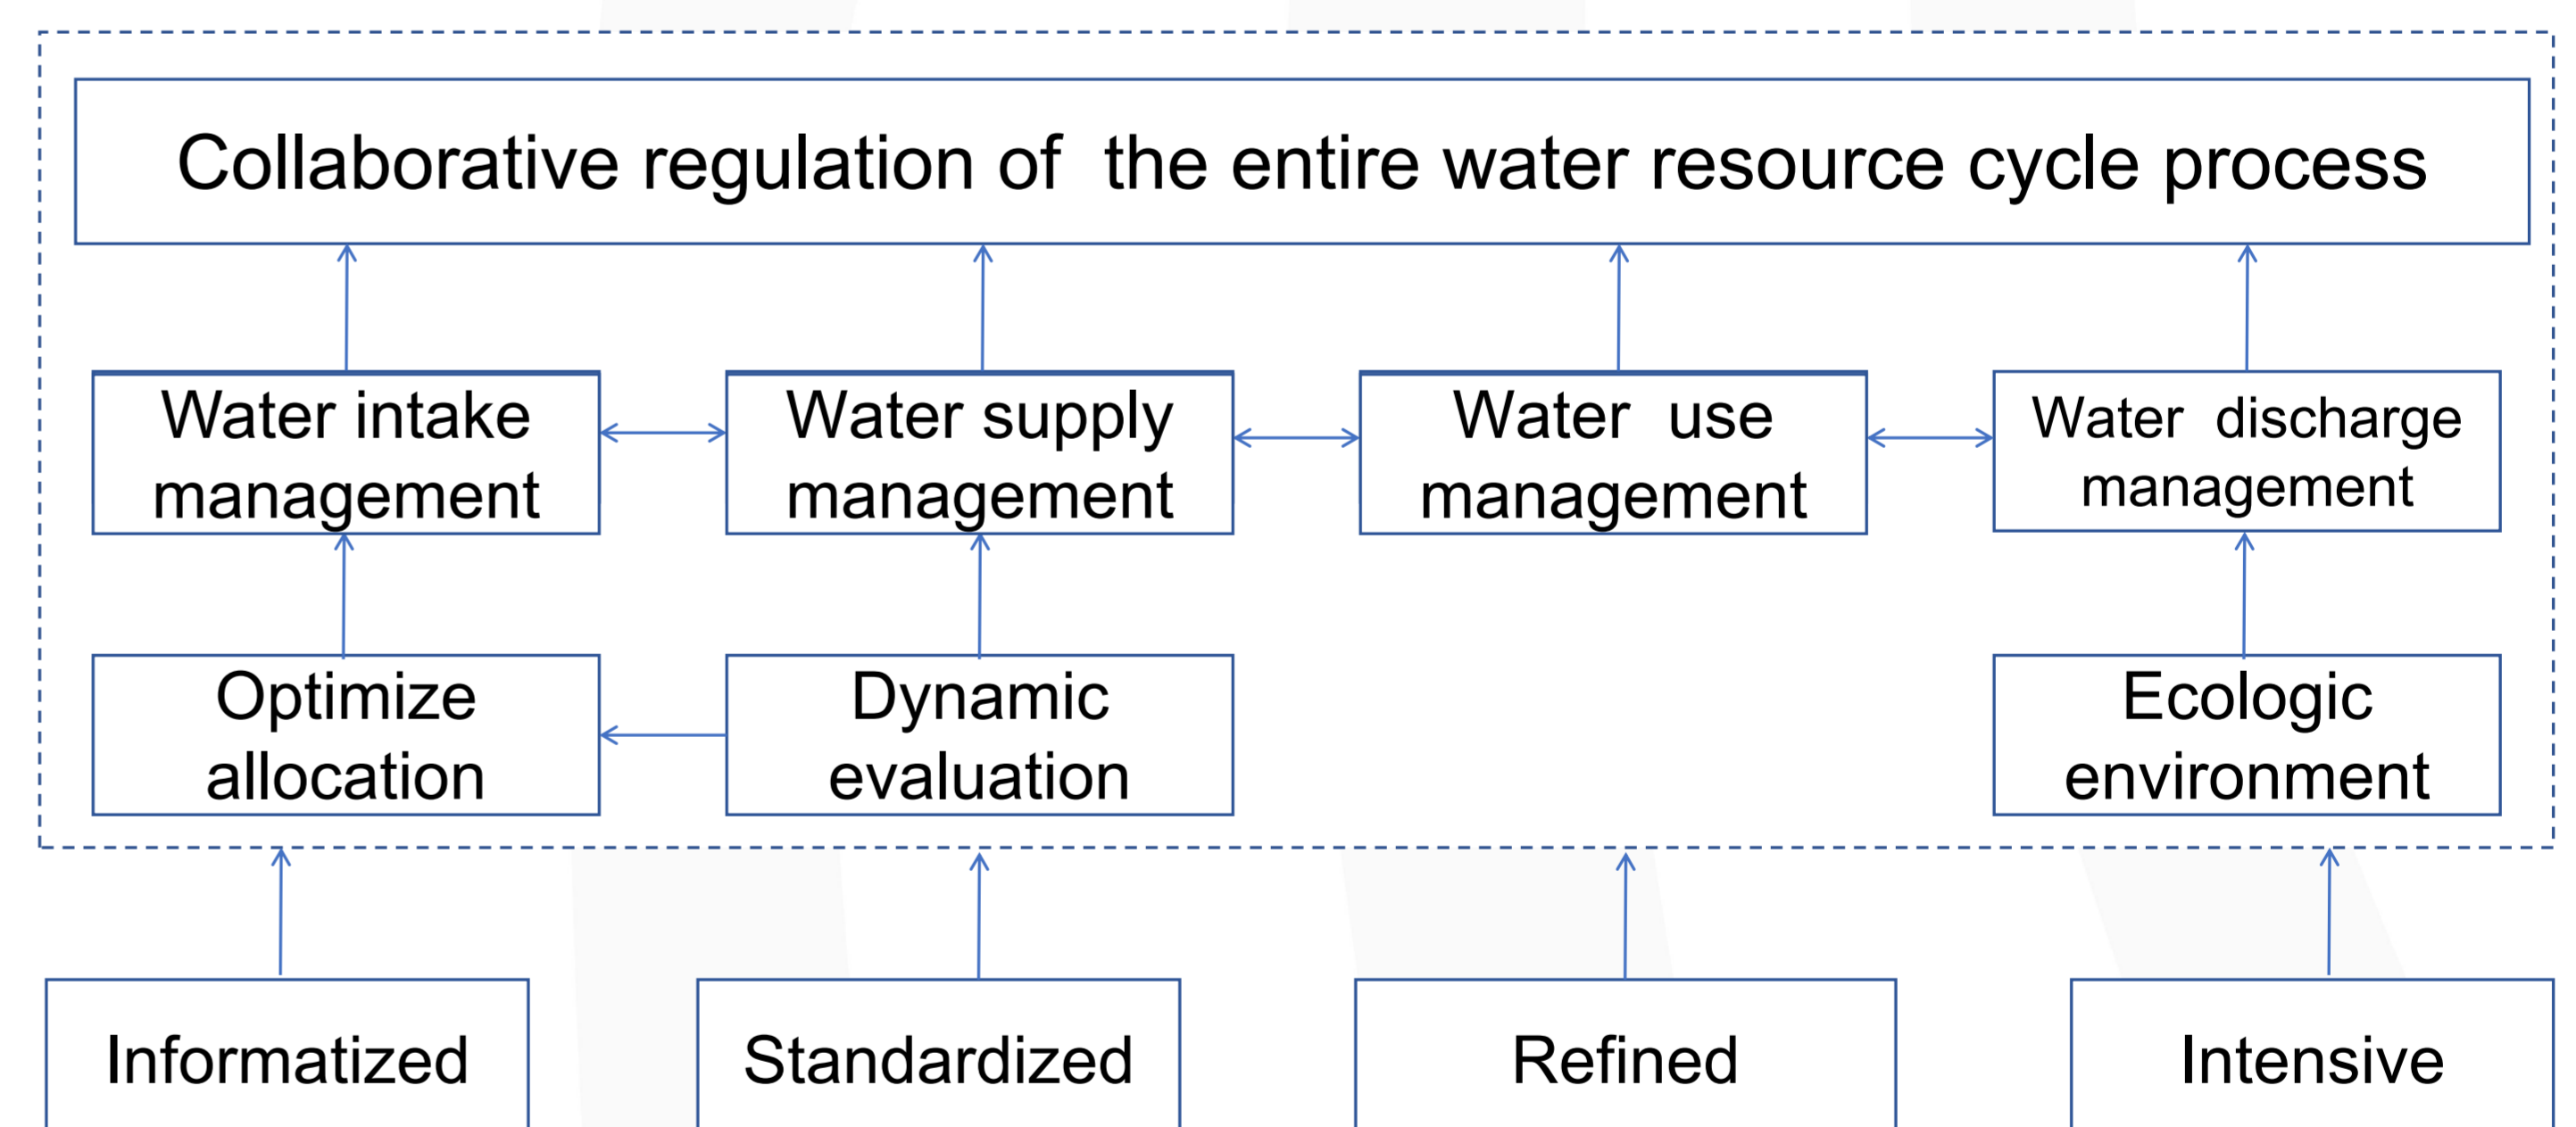 Collaborative regulation of  the entire water resource cycle process
Water intake
management
Water supply
management
Water  use
management
Water  discharge
management
Optimize
allocation
Dynamic
evaluation
Ecologic
environment
Informatized
Standardized
Refined
Intensive